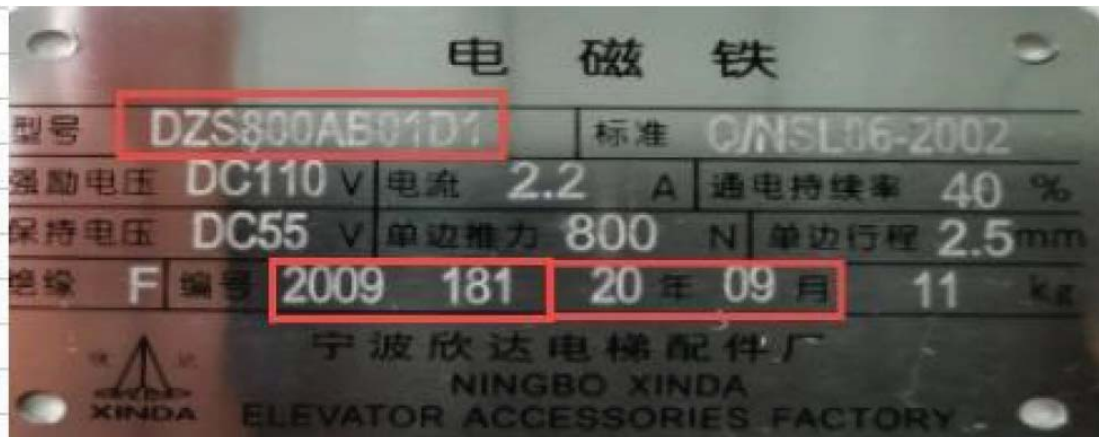 电磁铁
型号 DZS800AB01D1 标准 Q/NSL06-2002
强励电压 DC110 V 电流 2.2 A 通电持续率 40 %
保持电压 DC55 V 单边推力 800 N 单边行程 2.5mm
绝缘 F 编号 2009 181 20 年 09 月 11 kg
宁波欣达电梯配件厂
NINGBO XINDA
XINDA ELEVATOR ACCESSORIES FACTORY